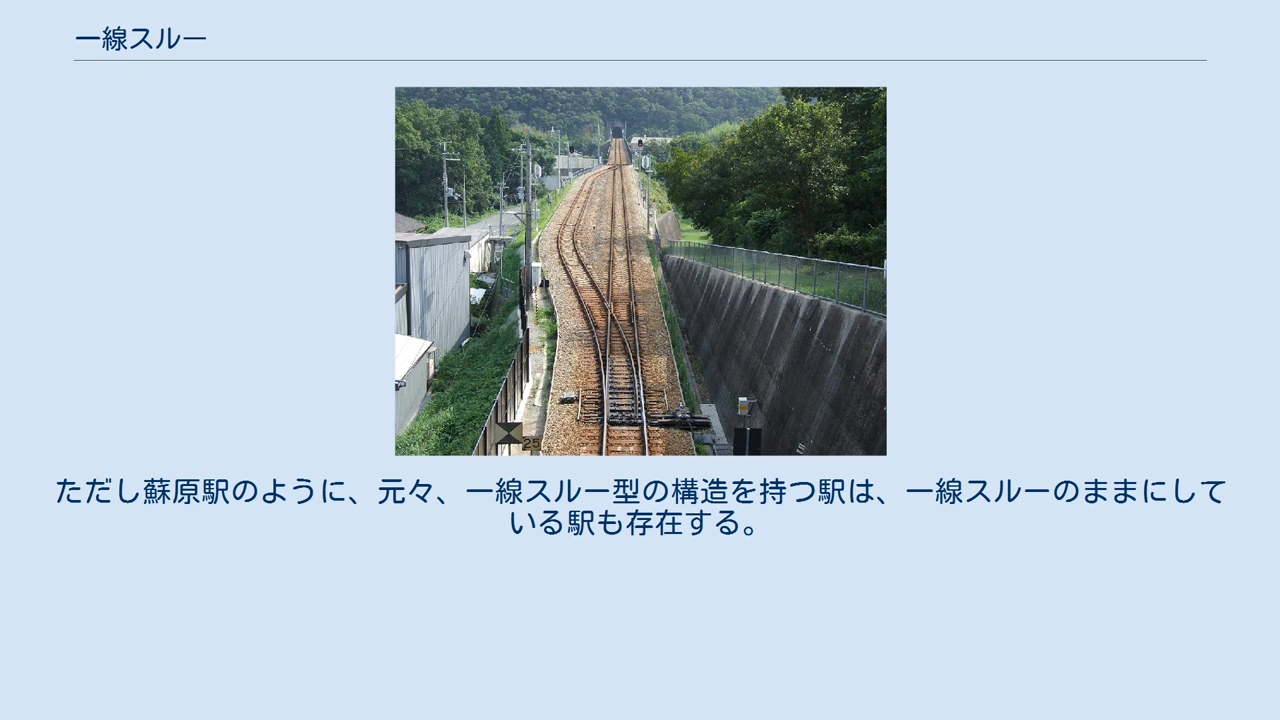 一線スルー
25
ただし蘇原駅のように、元々、一線スルー型の構造を持つ駅は、一線スルーのままにして
いる駅も存在する。